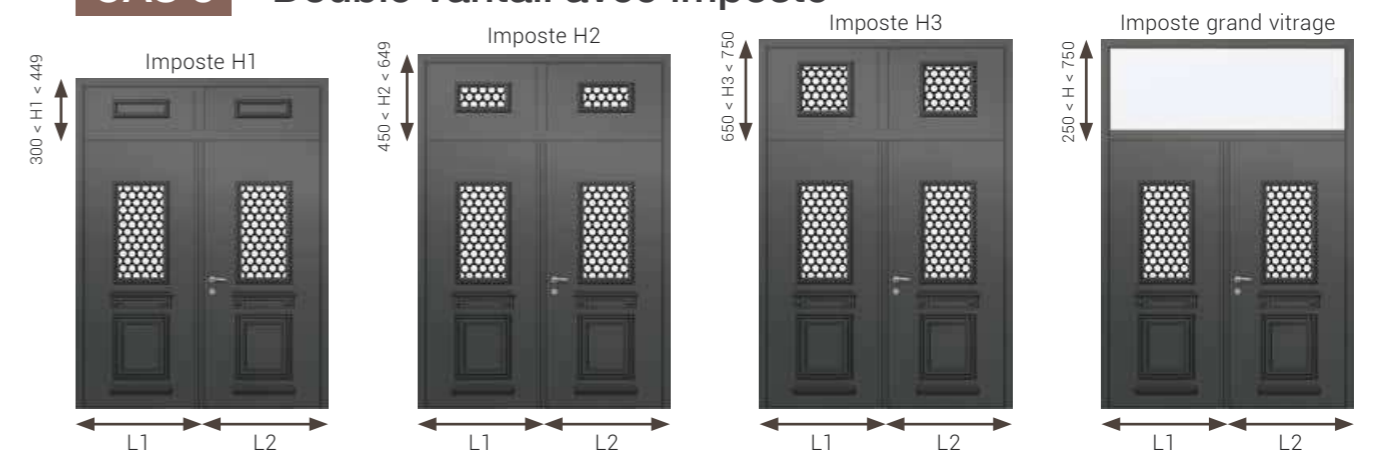 Double vantail avec imposte
Imposte H1
300 < H1 < 449
L1
L2
Imposte H2
450 < H2 < 649
L1
L2
Imposte H3
650 < H3 < 750
L1
L2
Imposte grand vitrage
250 < H < 750
L1
L2